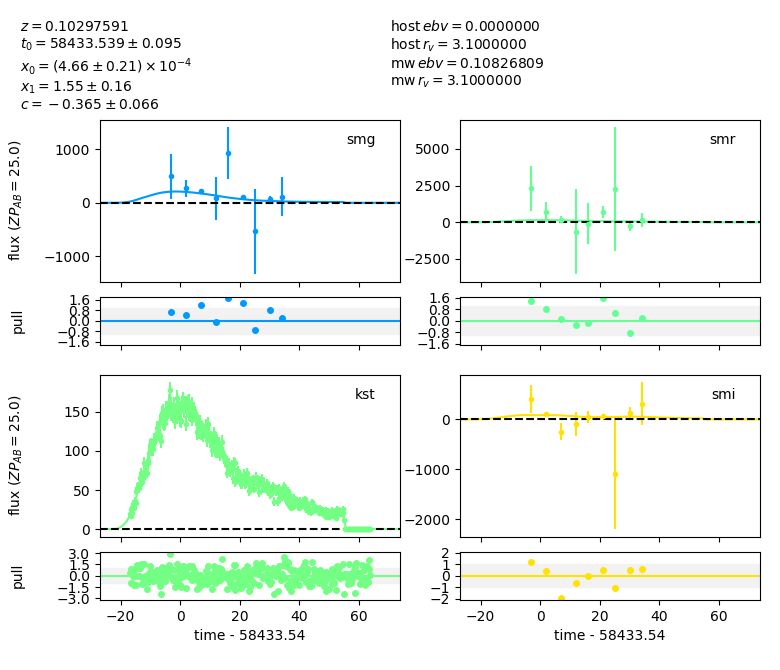 z = 0.10297591
t₀ = 58433.539 ± 0.095
x₀ = (4.66 ± 0.21) × 10⁻⁴
x₁ = 1.55 ± 0.16
c = −0.365 ± 0.066
host ebv = 0.0000000
host r_v = 3.1000000
mw ebv = 0.10826809
mw r_v = 3.1000000
smg
flux (ZP_AB = 25.0)
1000
0
−1000
smr
5000
2500
0
−2500
pull
1.6
0.8
0.0
−0.8
−1.6
1.6
0.8
0.0
−0.8
−1.6
kst
flux (ZP_AB = 25.0)
150
100
50
0
smi
0
−1000
−2000
pull
3.0
1.5
0.0
−1.5
−3.0
2
1
0
−1
−2
−20 0 20 40 60
time - 58433.54
−20 0 20 40 60
time - 58433.54